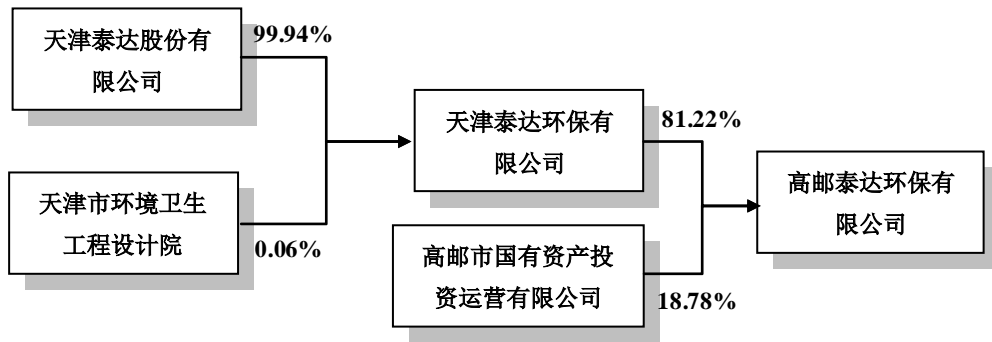 天津泰达股份有
限公司
99.94%
天津市环境卫生
工程设计院
0.06%
天津泰达环保有
限公司
81.22%
高邮市国有资产投
资运营有限公司
18.78%
高邮泰达环保有
限公司